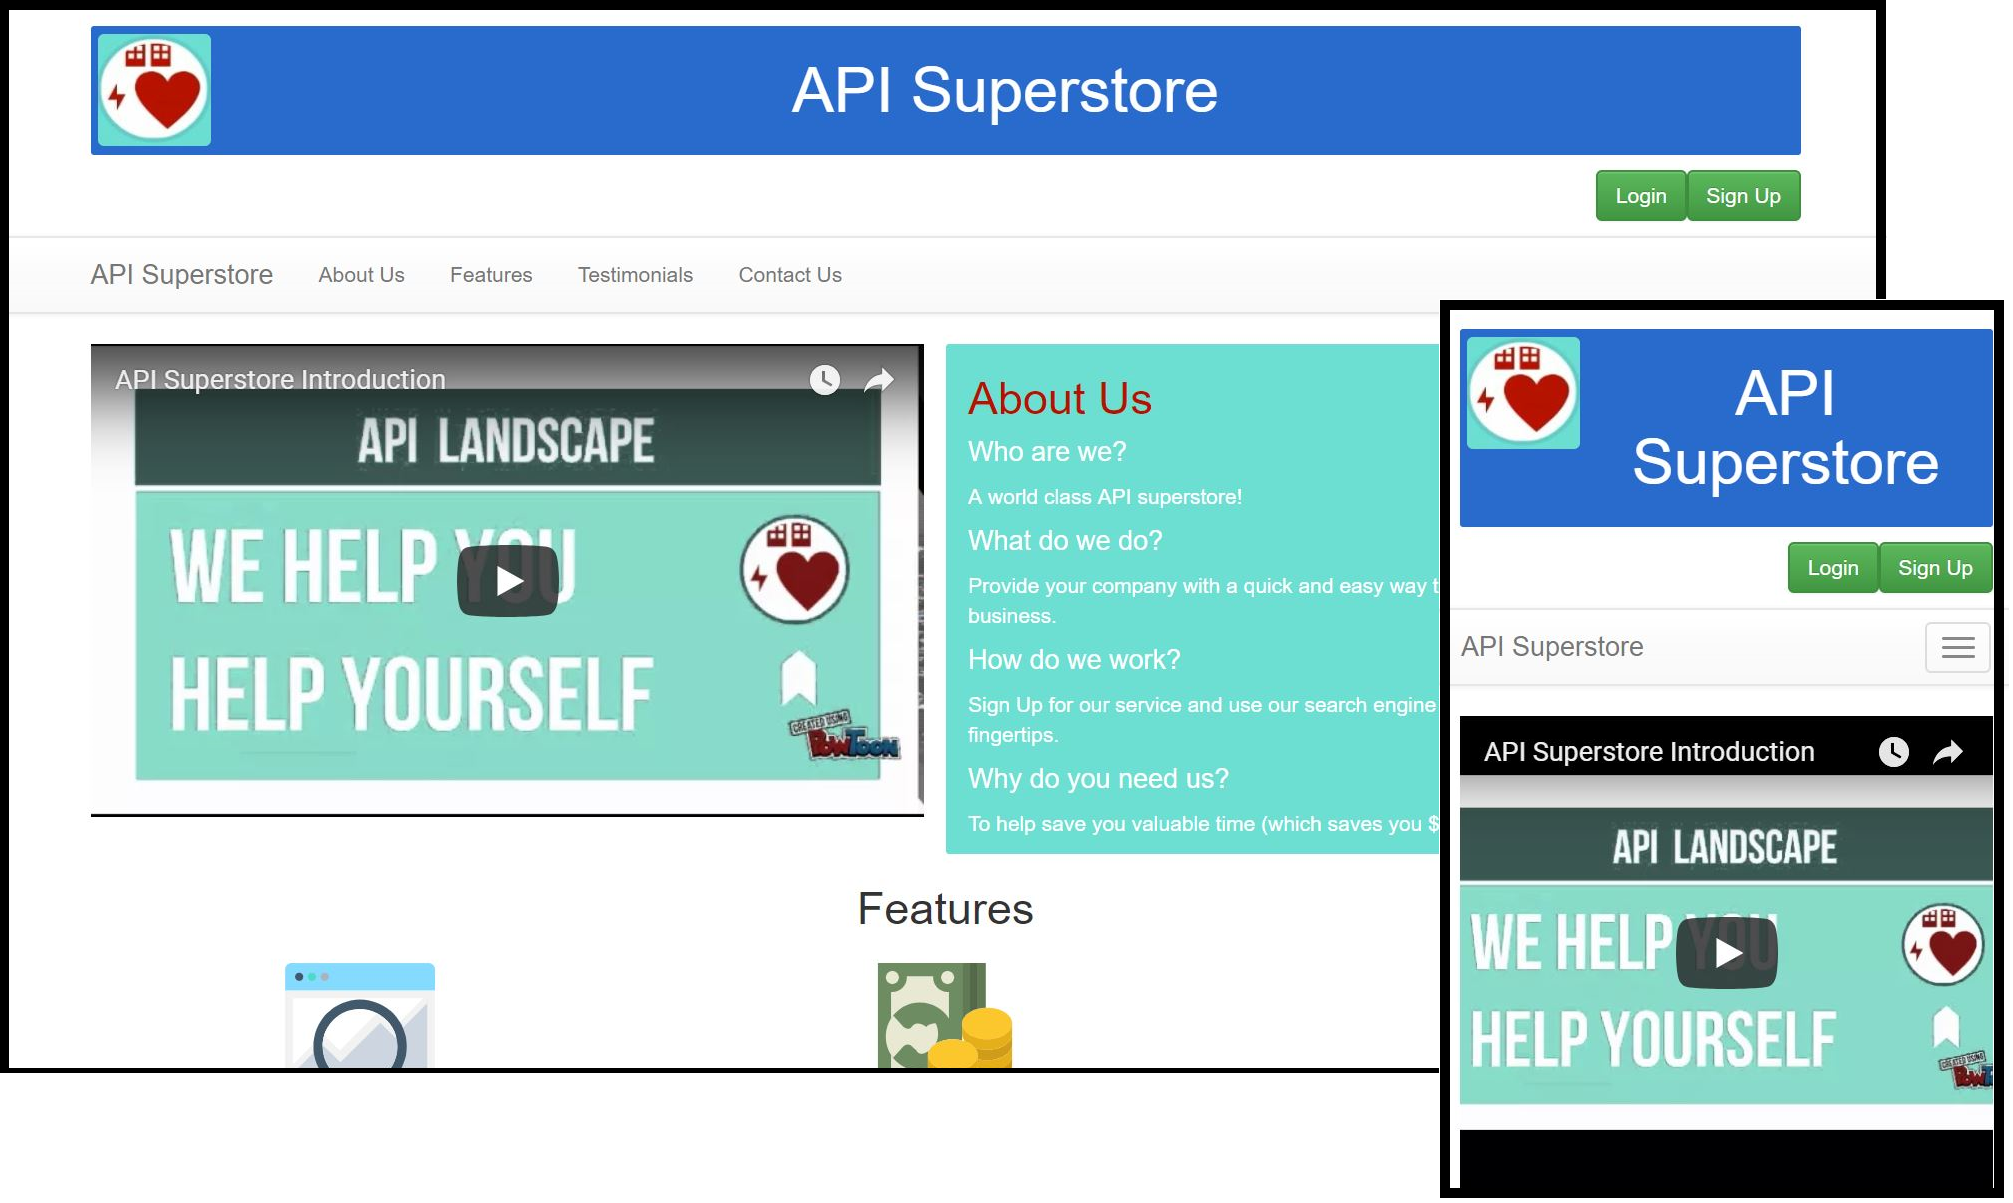 API Superstore
Login Sign Up
API Superstore About Us Features Testimonials Contact Us
API Superstore Introduction
API LANDSCAPE
WE HELP YOU
HELP YOURSELF
CREATED USING
POWTOON
About Us
Who are we?
A world class API superstore!
What do we do?
Provide your company with a quick and easy way t
business.
How do we work?
Sign Up for our service and use our search engine
fingertips.
Why do you need us?
To help save you valuable time (which saves you $
Features
API
Superstore
Login Sign Up
API Superstore
API Superstore Introduction
API LANDSCAPE
WE HELP YOU
HELP YOURSELF
CREATED USING
POWT